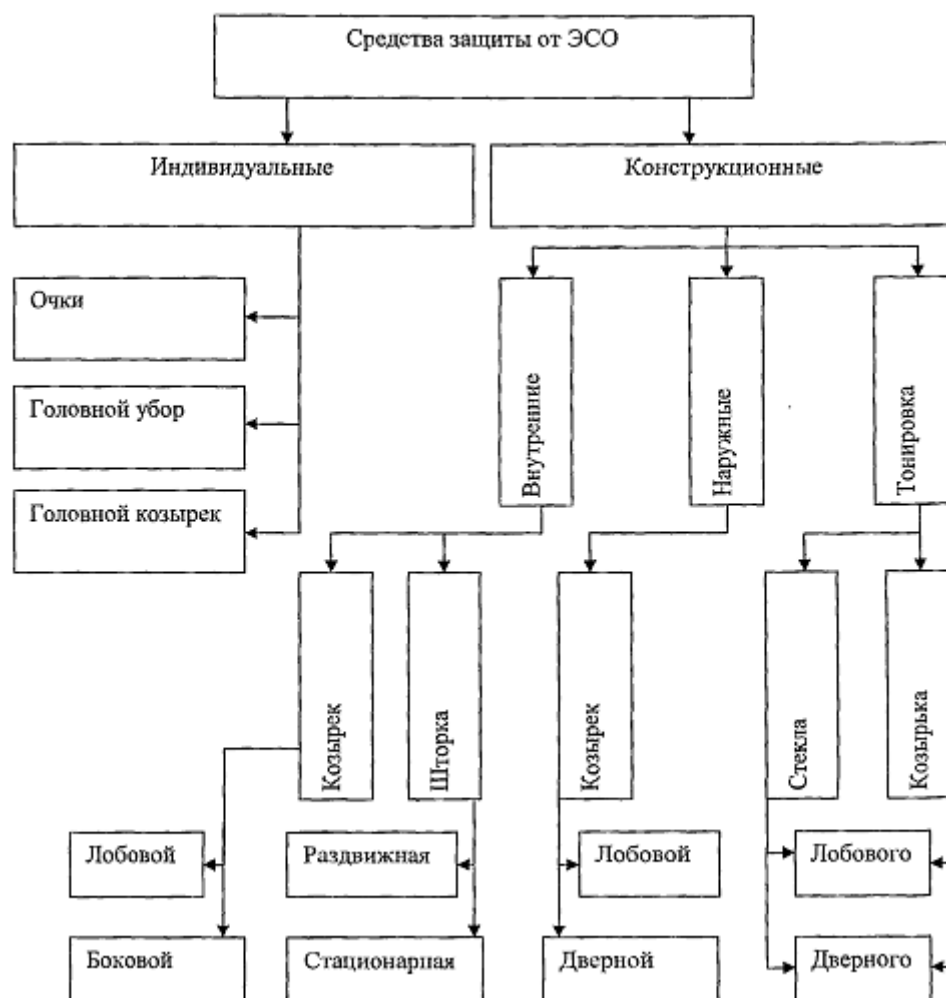 Средства защиты от ЭСО
Индивидуальные
Конструкционные
Очки
Головной убор
Головной козырек
Внутренние
Наружные
Тонировка
Козырек
Шторка
Козырек
Стекла
Козырька
Лобовой
Раздвижная
Лобовой
Лобового
Боковой
Стационарная
Дверной
Дверного